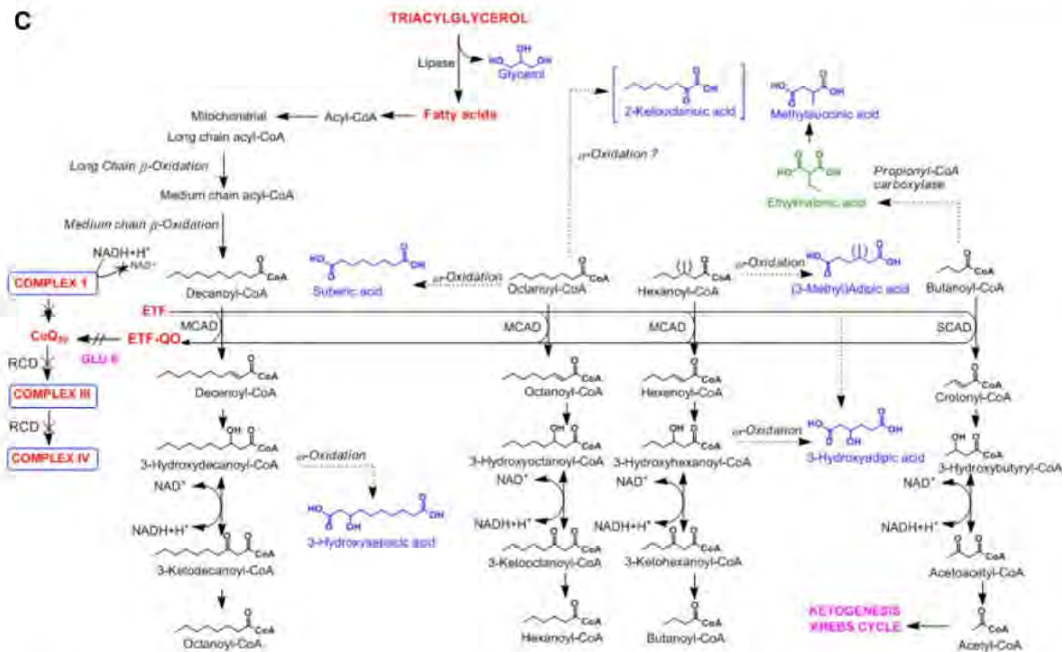 C
TRIACYLGLYCEROL
Lipase
Glycerol
Fatty acids
Acyl-CoA
Mitochondrial
Long chain acyl-CoA
Long Chain β-Oxidation
Medium chain acyl-CoA
Medium chain β-Oxidation
α-Oxidation ?
Methylsuccinic acid
Propionyl-CoA
carboxylase
Ethylmalonic acid
NADH+H⁺
NAD⁺
COMPLEX 1
Decanoyl-CoA
Suberic acid
ω-Oxidation
Octanoyl-CoA
Hexanoyl-CoA
ω-Oxidation
(3-Methyl)Adipic acid
Butanoyl-CoA
ETF
MCAD
MCAD
MCAD
SCAD
CoQ₁₀
ETF-QO
RCD
COMPLEX III
RCD
COMPLEX IV
Decenoyl-CoA
Octenoyl-CoA
Hexenoyl-CoA
Crotonyl-CoA
3-Hydroxydecanoyl-CoA
ω-Oxidation
3-Hydroxyoctanoyl-CoA
3-Hydroxyhexanoyl-CoA
ω-Oxidation
3-Hydroxyadipic acid
3-Hydroxybutyryl-CoA
NAD⁺
NADH+H⁺
3-Hydroxysebacic acid
NAD⁺
NADH+H⁺
NAD⁺
NADH+H⁺
NAD⁺
NADH+H⁺
3-Ketodecanoyl-CoA
3-Ketooctanoyl-CoA
3-Ketohexanoyl-CoA
Acetoacetyl-CoA
Octanoyl-CoA
Hexanoyl-CoA
Butanoyl-CoA
KETOGENESIS
KREBS CYCLE
Acetyl-CoA